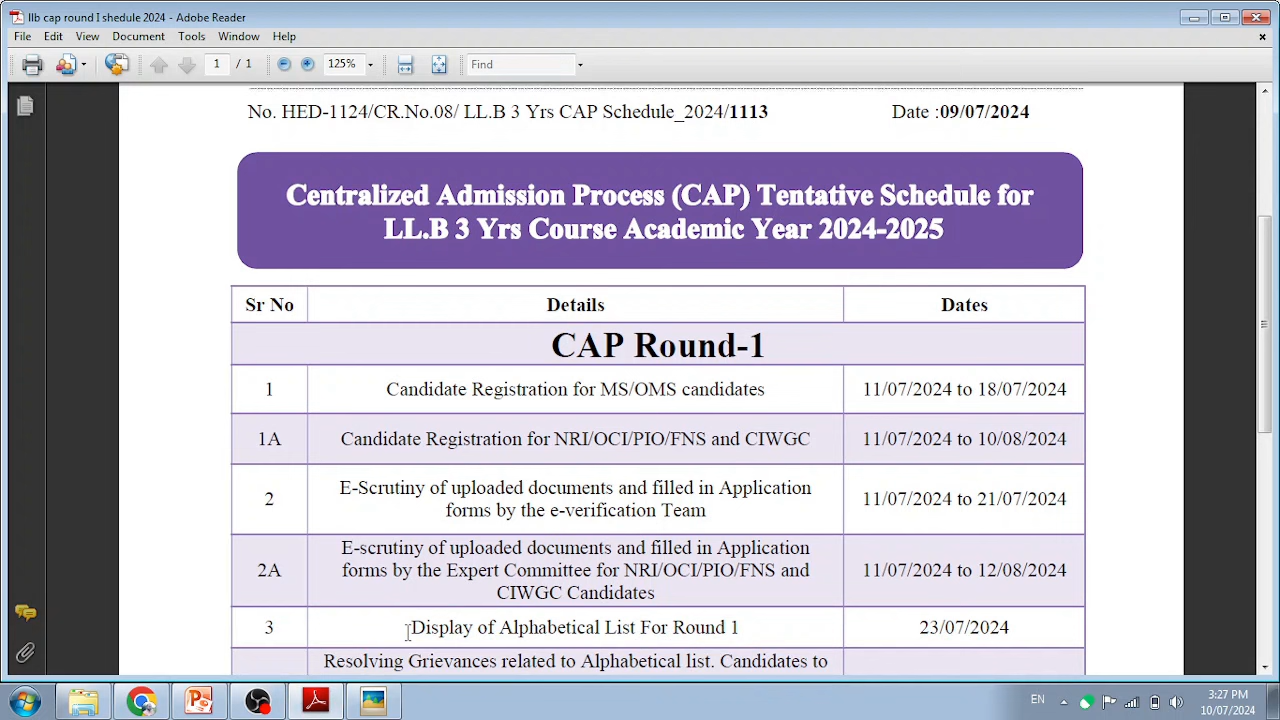 llb cap round I shedule 2024 - Adobe Reader
File Edit View Document Tools Window Help
1 / 1 125% Find
No. HED-1124/CR.No.08/ LL.B 3 Yrs CAP Schedule_2024/1113 Date :09/07/2024
Centralized Admission Process (CAP) Tentative Schedule for
LL.B 3 Yrs Course Academic Year 2024-2025
Sr No Details Dates
CAP Round-1
1 Candidate Registration for MS/OMS candidates 11/07/2024 to 18/07/2024
1A Candidate Registration for NRI/OCI/PIO/FNS and CIWGC 11/07/2024 to 10/08/2024
E-Scrutiny of uploaded documents and filled in Application
2 forms by the e-verification Team 11/07/2024 to 21/07/2024
E-scrutiny of uploaded documents and filled in Application
2A forms by the Expert Committee for NRI/OCI/PIO/FNS and 11/07/2024 to 12/08/2024
CIWGC Candidates
3 Display of Alphabetical List For Round 1 23/07/2024
Resolving Grievances related to Alphabetical list. Candidates to
EN 3:27 PM
10/07/2024